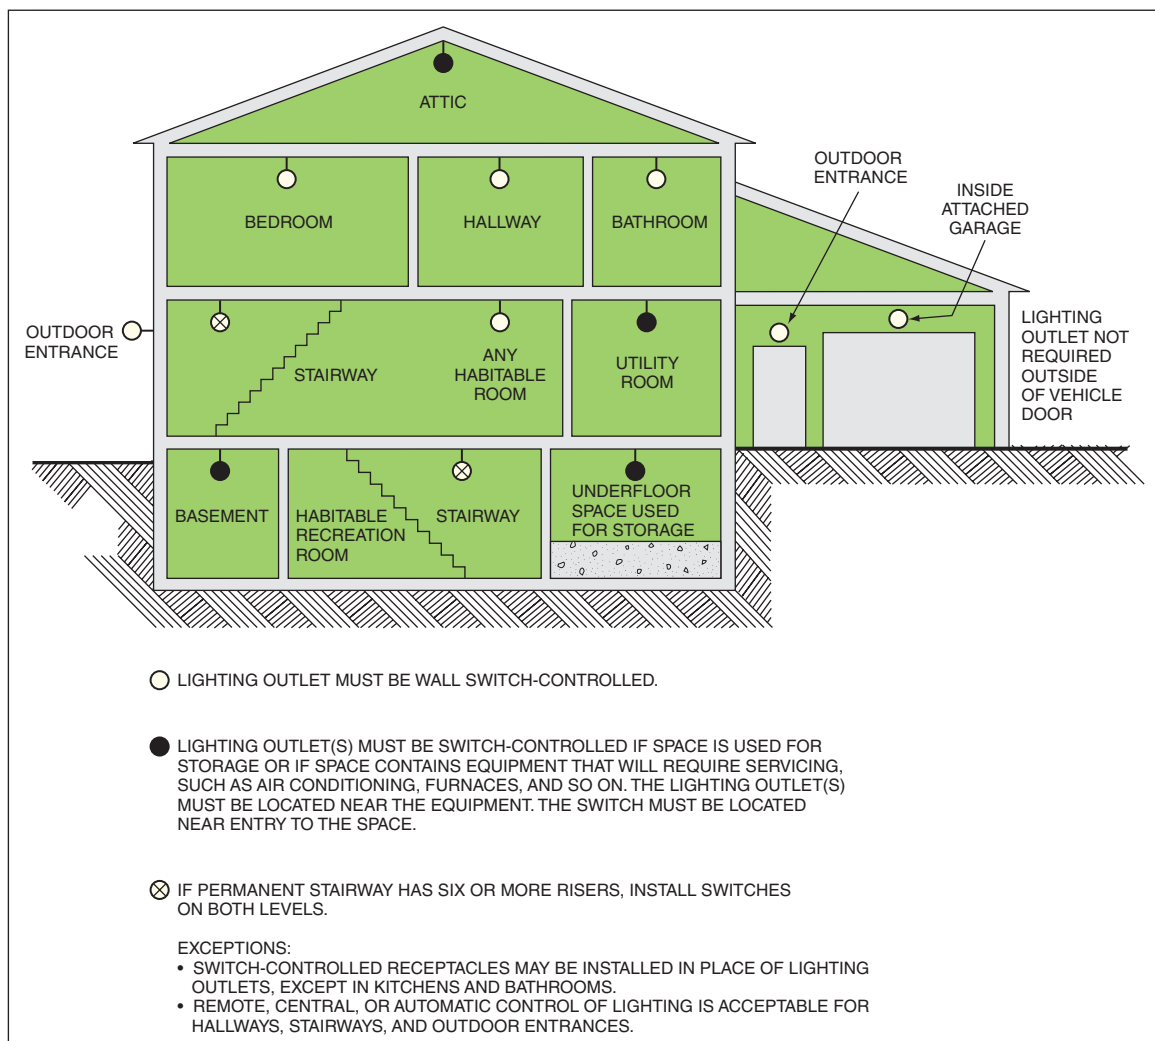 ATTIC
OUTDOOR
ENTRANCE
INSIDE
ATTACHED
GARAGE
BEDROOM
HALLWAY
BATHROOM
OUTDOOR
ENTRANCE
STAIRWAY
ANY
HABITABLE
ROOM
UTILITY
ROOM
LIGHTING
OUTLET NOT
REQUIRED
OUTSIDE
OF VEHICLE
DOOR
BASEMENT
HABITABLE
RECREATION
ROOM
STAIRWAY
UNDERFLOOR
SPACE USED
FOR STORAGE
LIGHTING OUTLET MUST BE WALL SWITCH-CONTROLLED.
LIGHTING OUTLET(S) MUST BE SWITCH-CONTROLLED IF SPACE IS USED FOR
STORAGE OR IF SPACE CONTAINS EQUIPMENT THAT WILL REQUIRE SERVICING,
SUCH AS AIR CONDITIONING, FURNACES, AND SO ON. THE LIGHTING OUTLET(S)
MUST BE LOCATED NEAR THE EQUIPMENT. THE SWITCH MUST BE LOCATED
NEAR ENTRY TO THE SPACE.
IF PERMANENT STAIRWAY HAS SIX OR MORE RISERS, INSTALL SWITCHES
ON BOTH LEVELS.
EXCEPTIONS:
• SWITCH-CONTROLLED RECEPTACLES MAY BE INSTALLED IN PLACE OF LIGHTING
OUTLETS, EXCEPT IN KITCHENS AND BATHROOMS.
• REMOTE, CENTRAL, OR AUTOMATIC CONTROL OF LIGHTING IS ACCEPTABLE FOR
HALLWAYS, STAIRWAYS, AND OUTDOOR ENTRANCES.